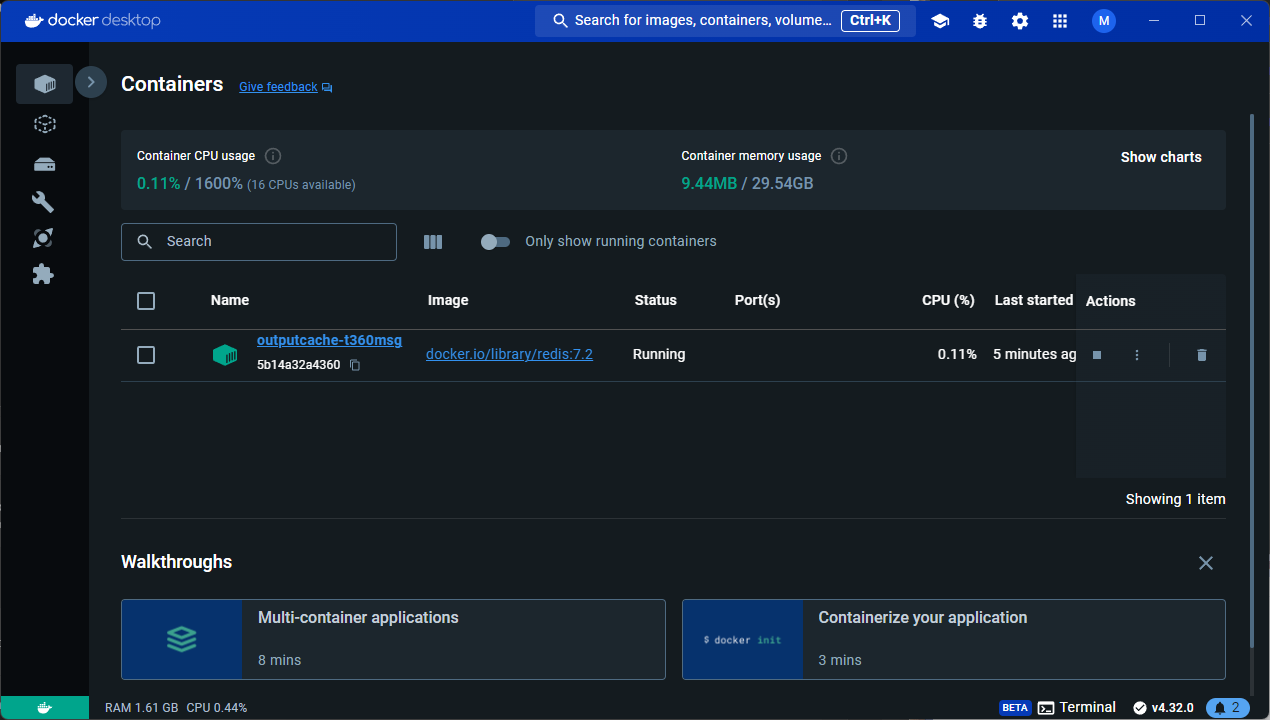 docker desktop
Search for images, containers, volume... Ctrl+K
M
Containers Give feedback
Container CPU usage
0.11% / 1600% (16 CPUs available)
Container memory usage
9.44MB / 29.54GB
Show charts
Search
Only show running containers
Name Image Status Port(s) CPU (%) Last started Actions
outputcache-t360msg
5b14a32a4360
docker.io/library/redis:7.2 Running 0.11% 5 minutes ag
Showing 1 item
Walkthroughs
Multi-container applications
8 mins
$ docker init
Containerize your application
3 mins
RAM 1.61 GB CPU 0.44% BETA Terminal v4.32.0 2